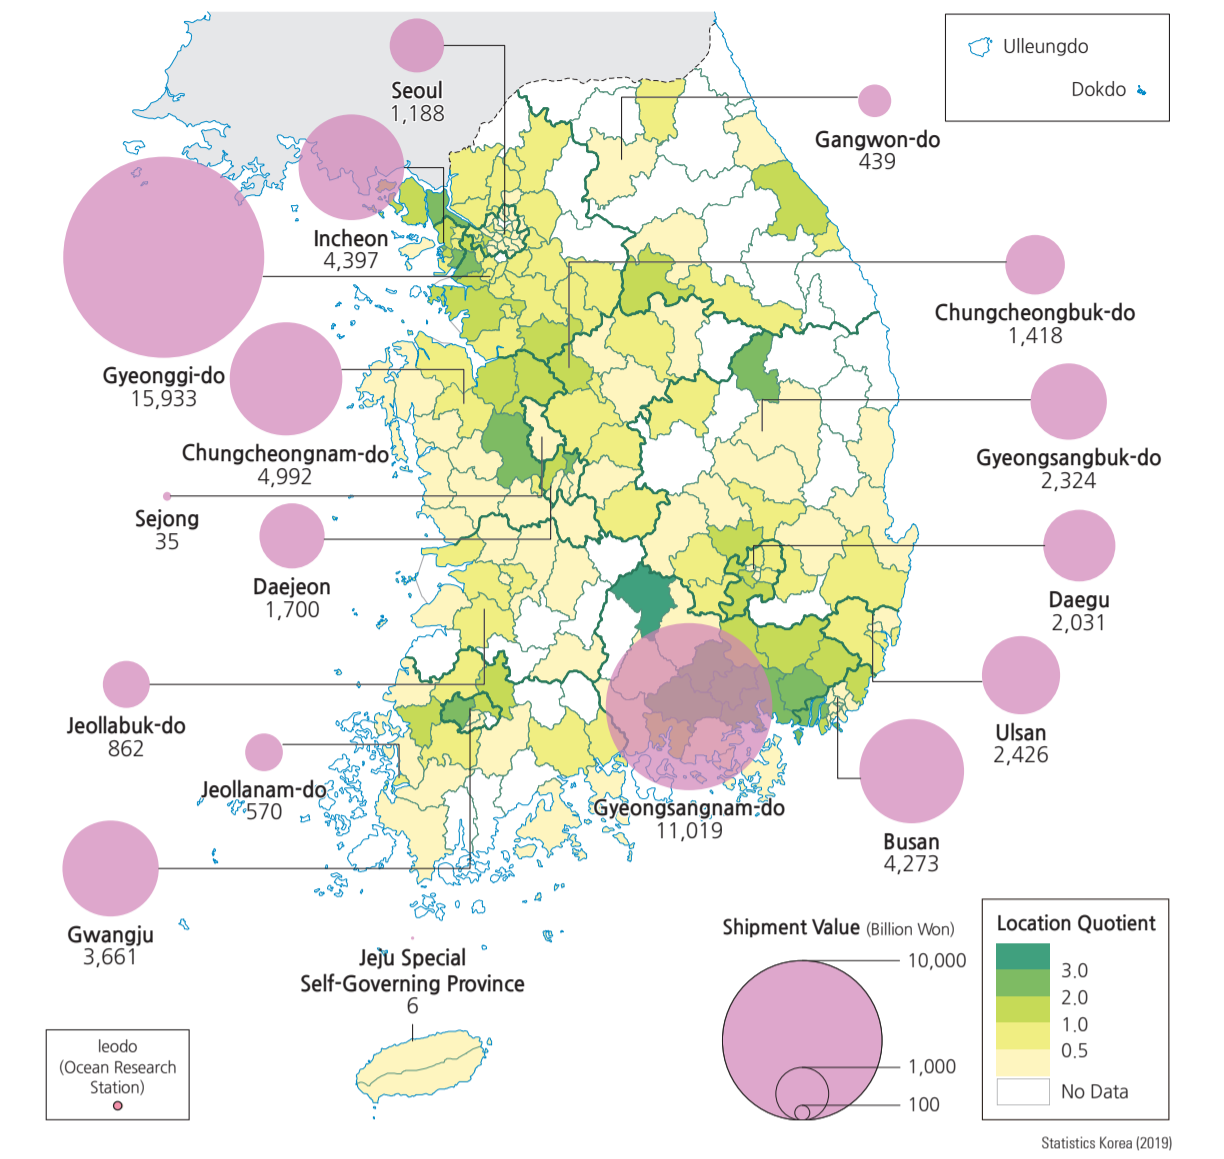 Ulleungdo
Dokdo
Seoul
1,188
Gangwon-do
439
Incheon
4,397
Chungcheongbuk-do
1,418
Gyeonggi-do
15,933
Chungcheongnam-do
4,992
Gyeongsangbuk-do
2,324
Sejong
35
Daejeon
1,700
Daegu
2,031
Jeollabuk-do
862
Ulsan
2,426
Jeollanam-do
570
Gyeongsangnam-do
11,019
Busan
4,273
Gwangju
3,661
Jeju Special
Self-Governing Province
6
Ieodo
(Ocean Research
Station)
Shipment Value (Billion Won)
10,000
1,000
100
Location Quotient
3.0
2.0
1.0
0.5
No Data
Statistics Korea (2019)